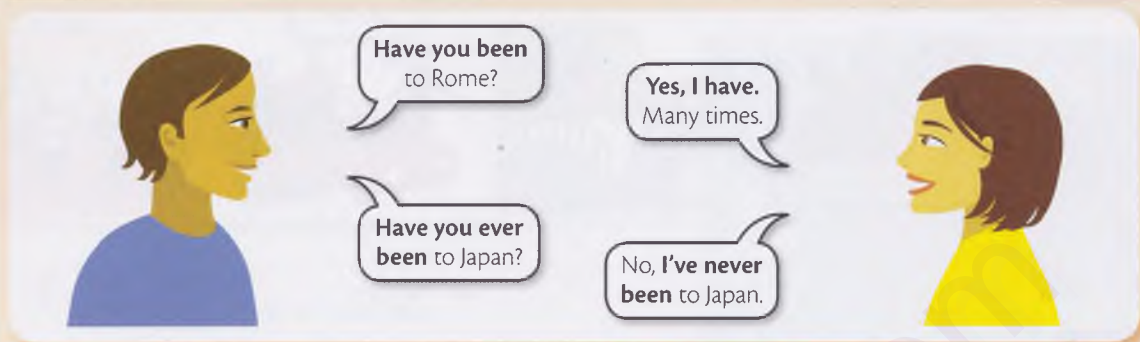 Have you been
to Rome?
Yes, I have.
Many times.
Have you ever
been to Japan?
No, I've never
been to Japan.